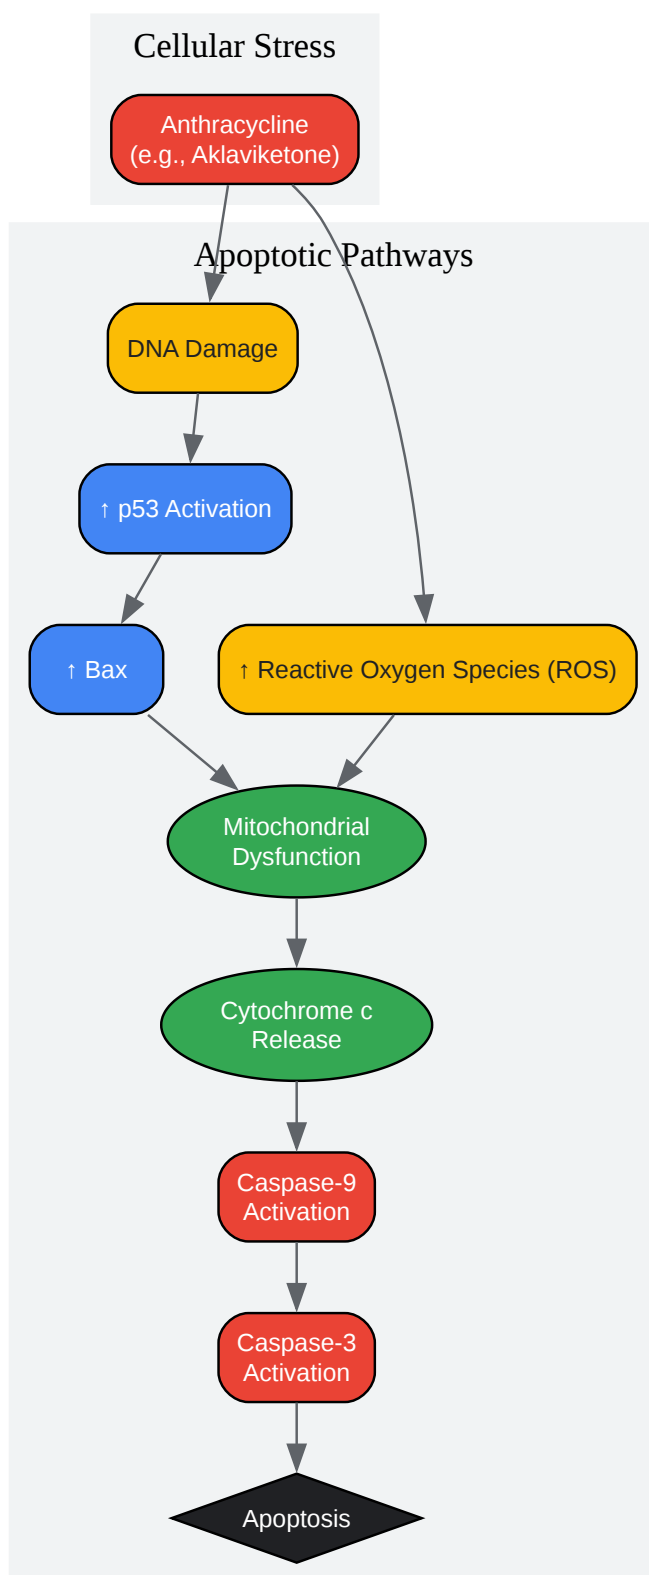 Cellular Stress
Anthracycline
(e.g., Aklaviketone)
Apoptotic Pathways
DNA Damage
↑ p53 Activation
↑ Bax
↑ Reactive Oxygen Species (ROS)
Mitochondrial
Dysfunction
Cytochrome c
Release
Caspase-9
Activation
Caspase-3
Activation
Apoptosis